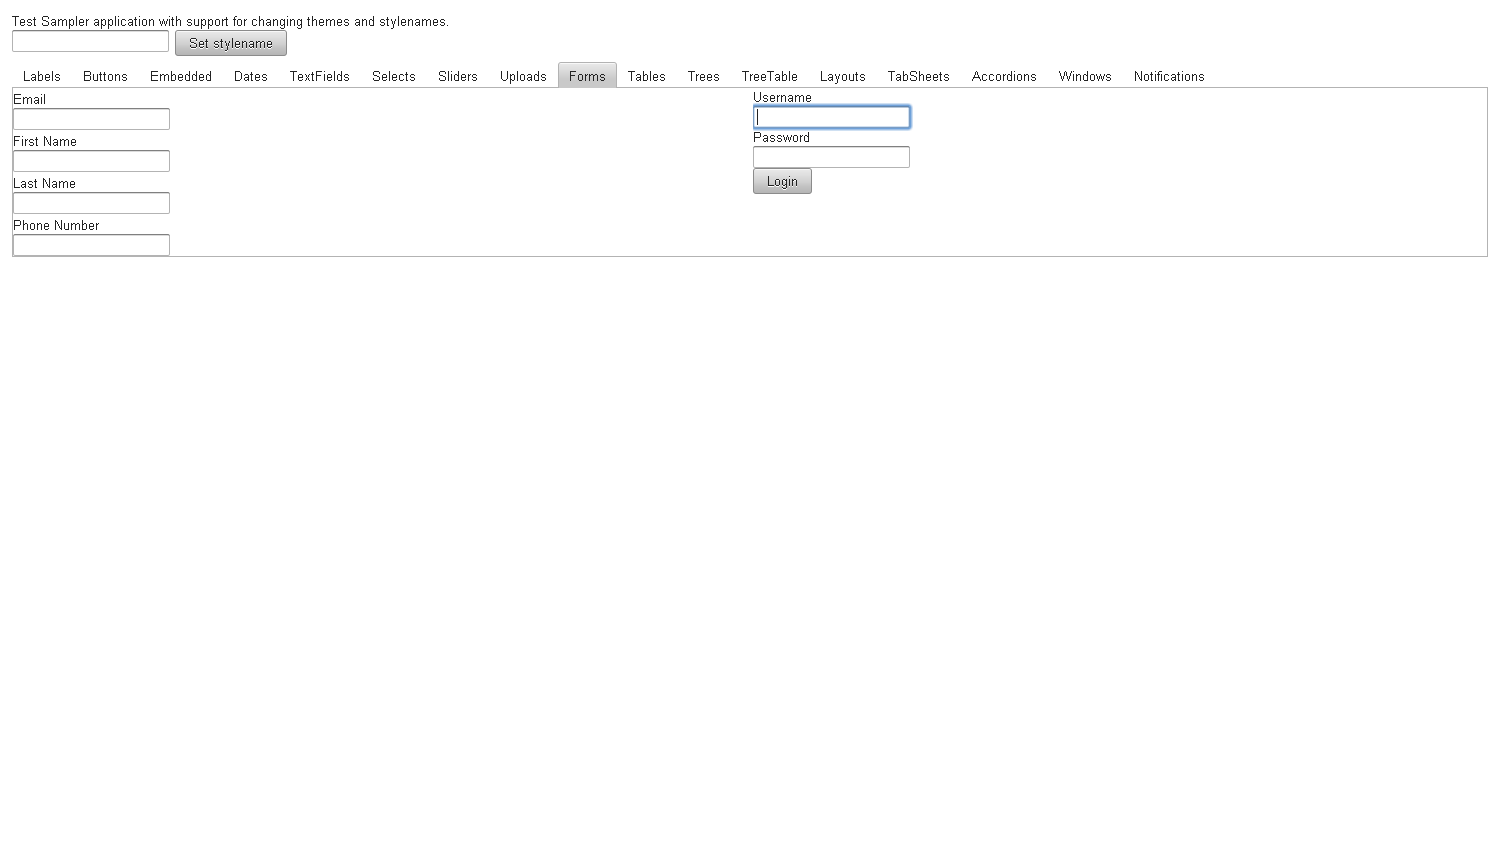 Test Sampler application with support for changing themes and stylenames.
Set stylename
Labels Buttons Embedded Dates TextFields Selects Sliders Uploads Forms Tables Trees TreeTable Layouts TabSheets Accordions Windows Notifications
Email
First Name
Last Name
Phone Number
Username
Password
Login